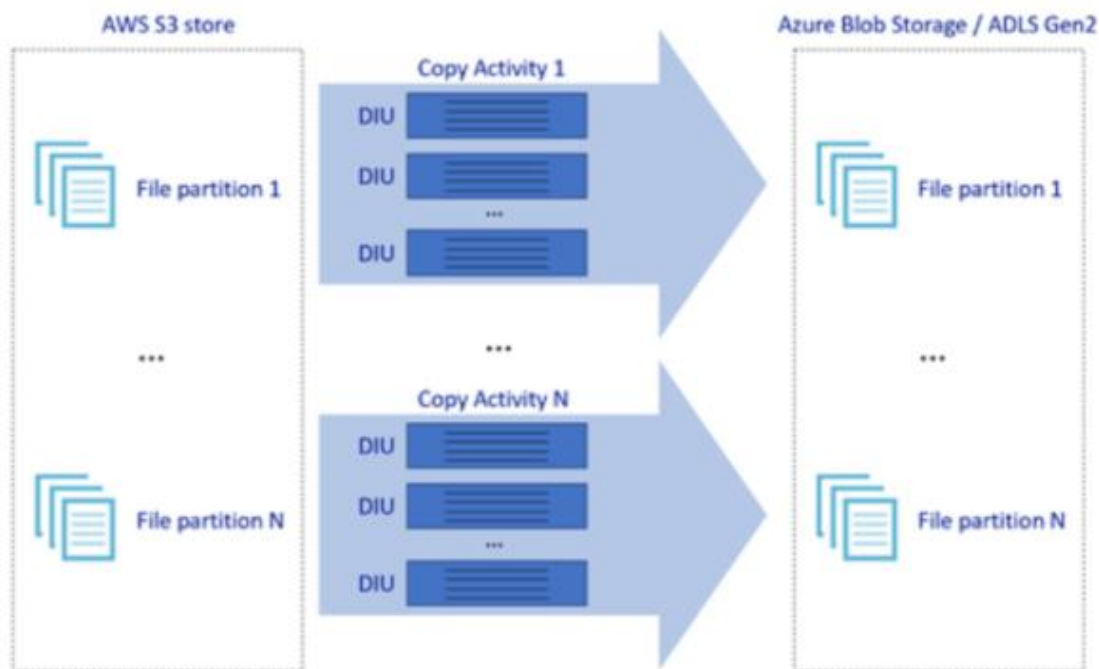 AWS S3 store
Azure Blob Storage / ADLS Gen2
Copy Activity 1
DIU
DIU
...
DIU
File partition 1
File partition 1
...
...
...
Copy Activity N
DIU
DIU
...
DIU
File partition N
File partition N